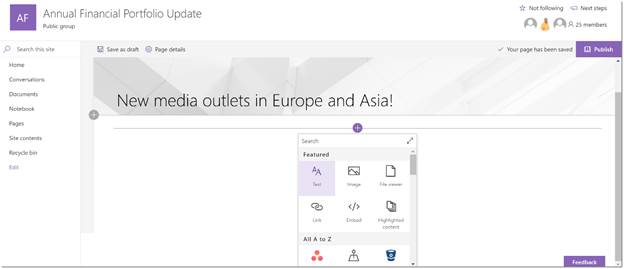 AF
Annual Financial Portfolio Update
Public group
Not following
Next steps
25 members
Search this site
Save as draft
Page details
Your page has been saved
Publish
Home
Conversations
Documents
Notebook
Pages
Site contents
Recycle bin
Edit
New media outlets in Europe and Asia!
Search
Featured
Text
Image
File viewer
Link
Embed
Highlighted
content
All A to Z
Feedback